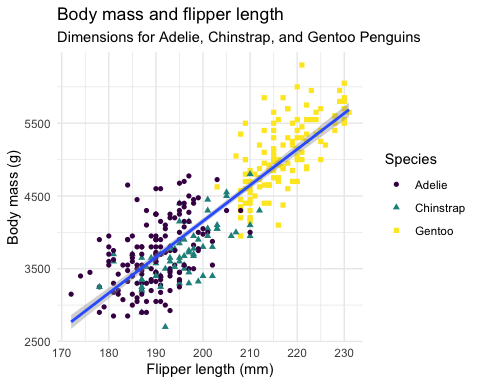 Body mass and flipper length
Dimensions for Adelie, Chinstrap, and Gentoo Penguins
Body mass (g)
5500
4500
3500
2500
170 180 190 200 210 220 230
Flipper length (mm)
Species
Adelie
Chinstrap
Gentoo